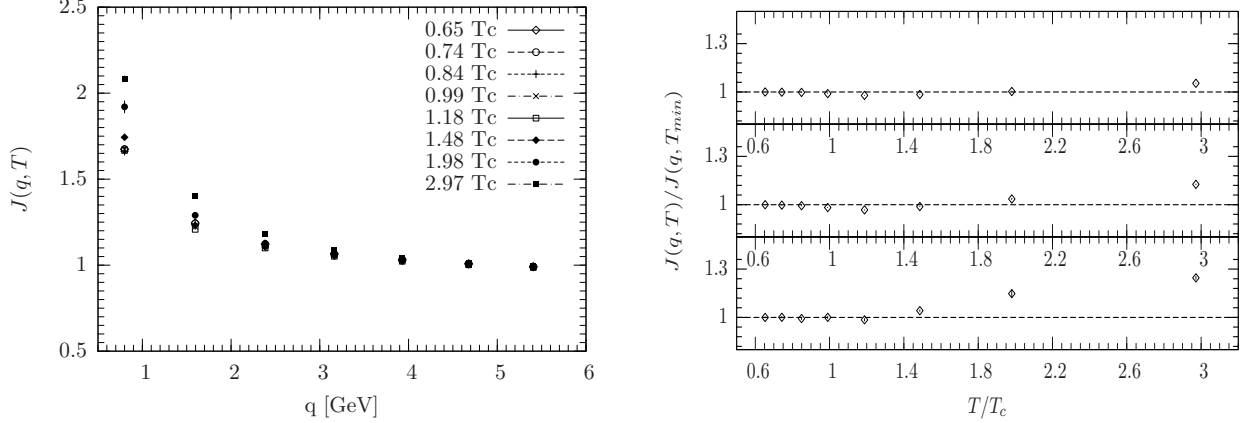 2.5
2
1.5
1
0.5
J(q, T)
0.65 Tc
0.74 Tc
0.84 Tc
0.99 Tc
1.18 Tc
1.48 Tc
1.98 Tc
2.97 Tc
1 2 3 4 5 6
q [GeV]
J(q, T)/J(q, T_{min})
1.3
1
0.6 1 1.4 1.8 2.2 2.6 3
1.3
1
0.6 1 1.4 1.8 2.2 2.6 3
1.3
1
0.6 1 1.4 1.8 2.2 2.6 3
T/T_c